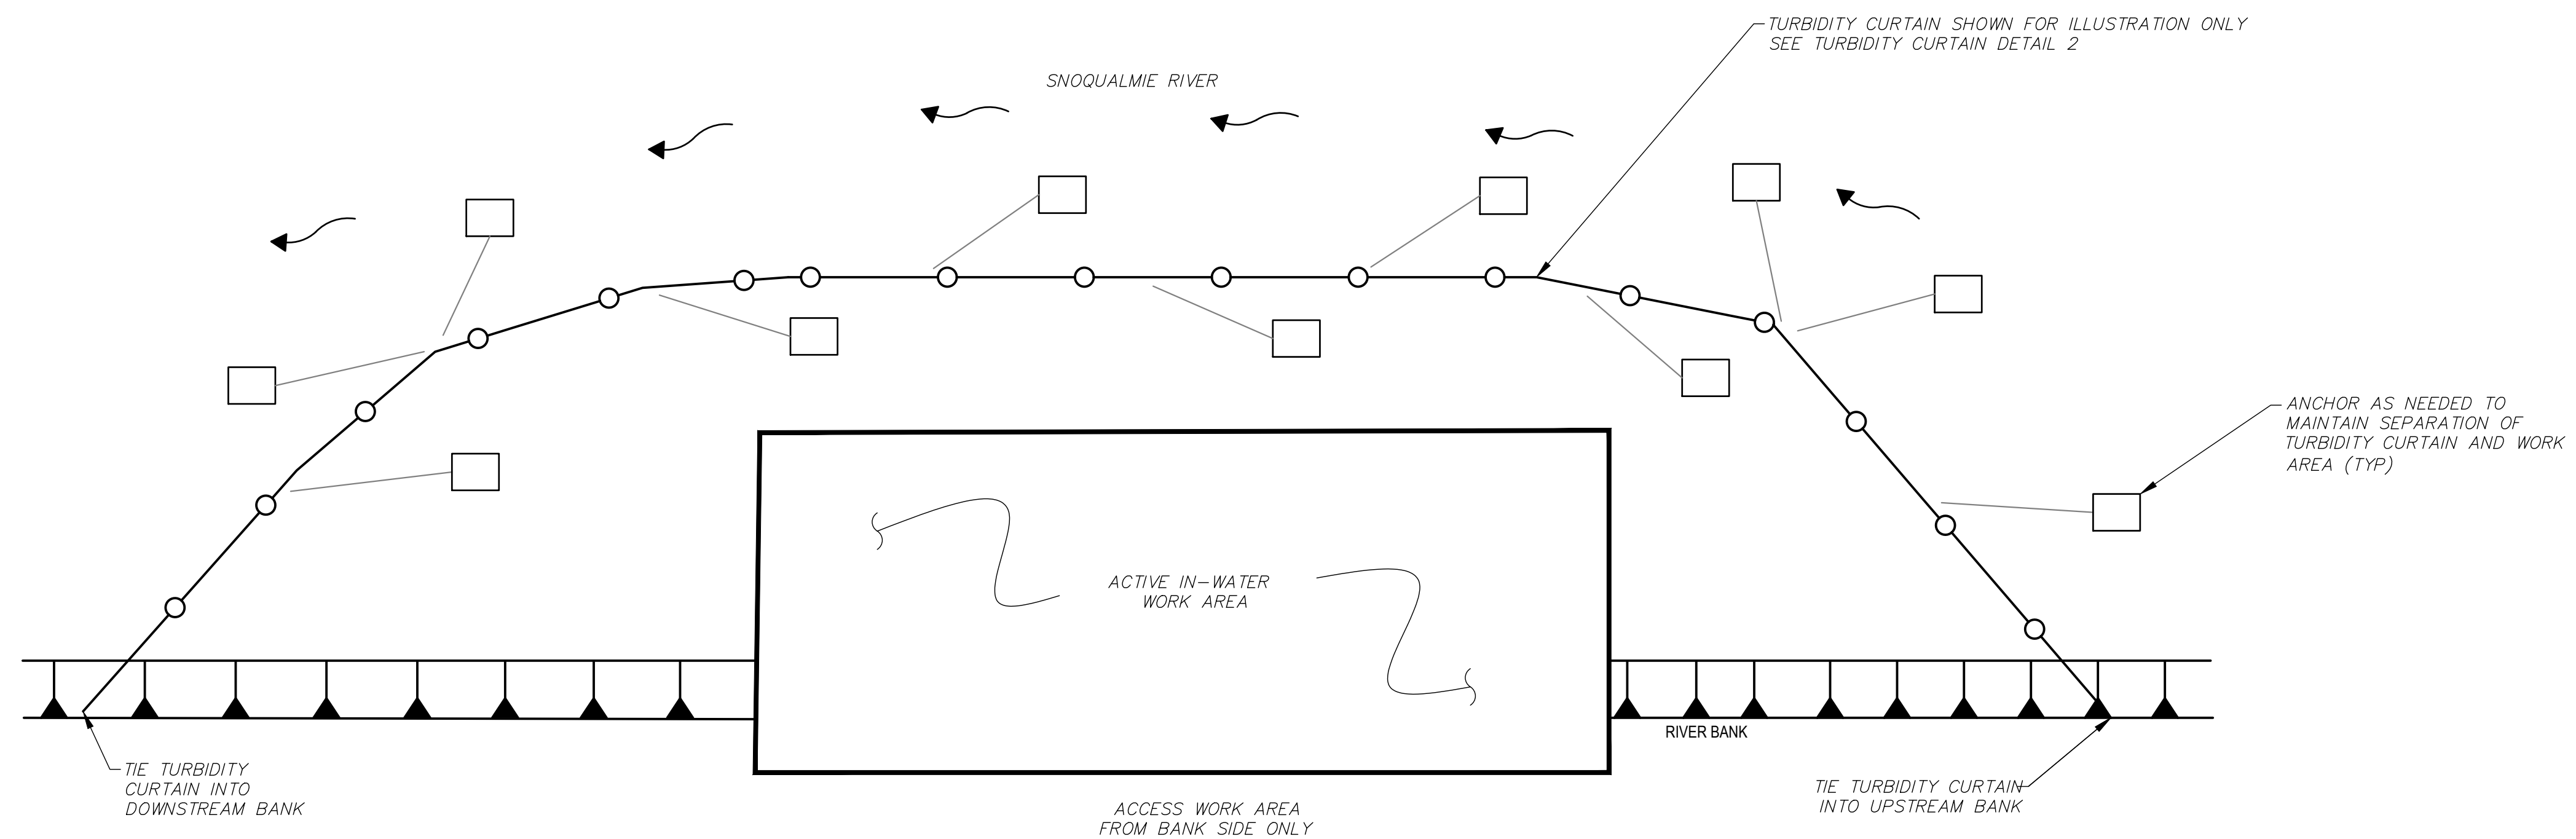 TURBIDITY CURTAIN SHOWN FOR ILLUSTRATION ONLY
SEE TURBIDITY CURTAIN DETAIL 2
SNOQUALMIE RIVER
ANCHOR AS NEEDED TO
MAINTAIN SEPARATION OF
TURBIDITY CURTAIN AND WORK
AREA (TYP)
ACTIVE IN-WATER
WORK AREA
RIVER BANK
TIE TURBIDITY
CURTAIN INTO
DOWNSTREAM BANK
TIE TURBIDITY CURTAIN
INTO UPSTREAM BANK
ACCESS WORK AREA
FROM BANK SIDE ONLY